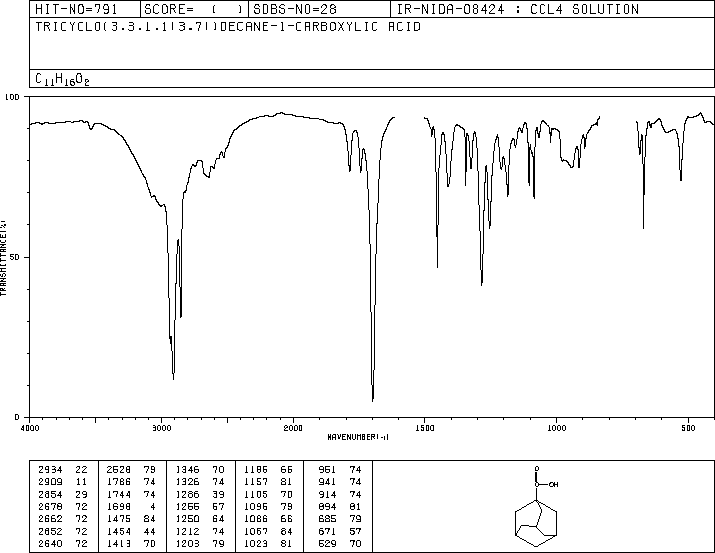 HIT-NO=791 SCORE= ( ) SDBS-NO=28 IR-NIDA-08424 : CCL4 SOLUTION
TRICYCLO(3.3.1.1!3.7!)DECANE-1-CARBOXYLIC ACID
C11H16O2
100
50
0
TRANSMITTANCE(%)
4000 3000 2000 1500 1000 500
WAVENUMBER(-1)
2934 22 2528 79 1346 70 1186 66 951 74
2909 11 1786 74 1326 74 1157 81 941 74
2854 29 1744 74 1286 39 1105 70 914 74
2678 72 1698 4 1255 57 1096 79 894 81
2662 72 1475 84 1250 64 1086 66 685 79
2652 72 1454 44 1212 74 1067 84 671 57
2640 72 1413 70 1203 79 1023 81 529 70
O
C—OH